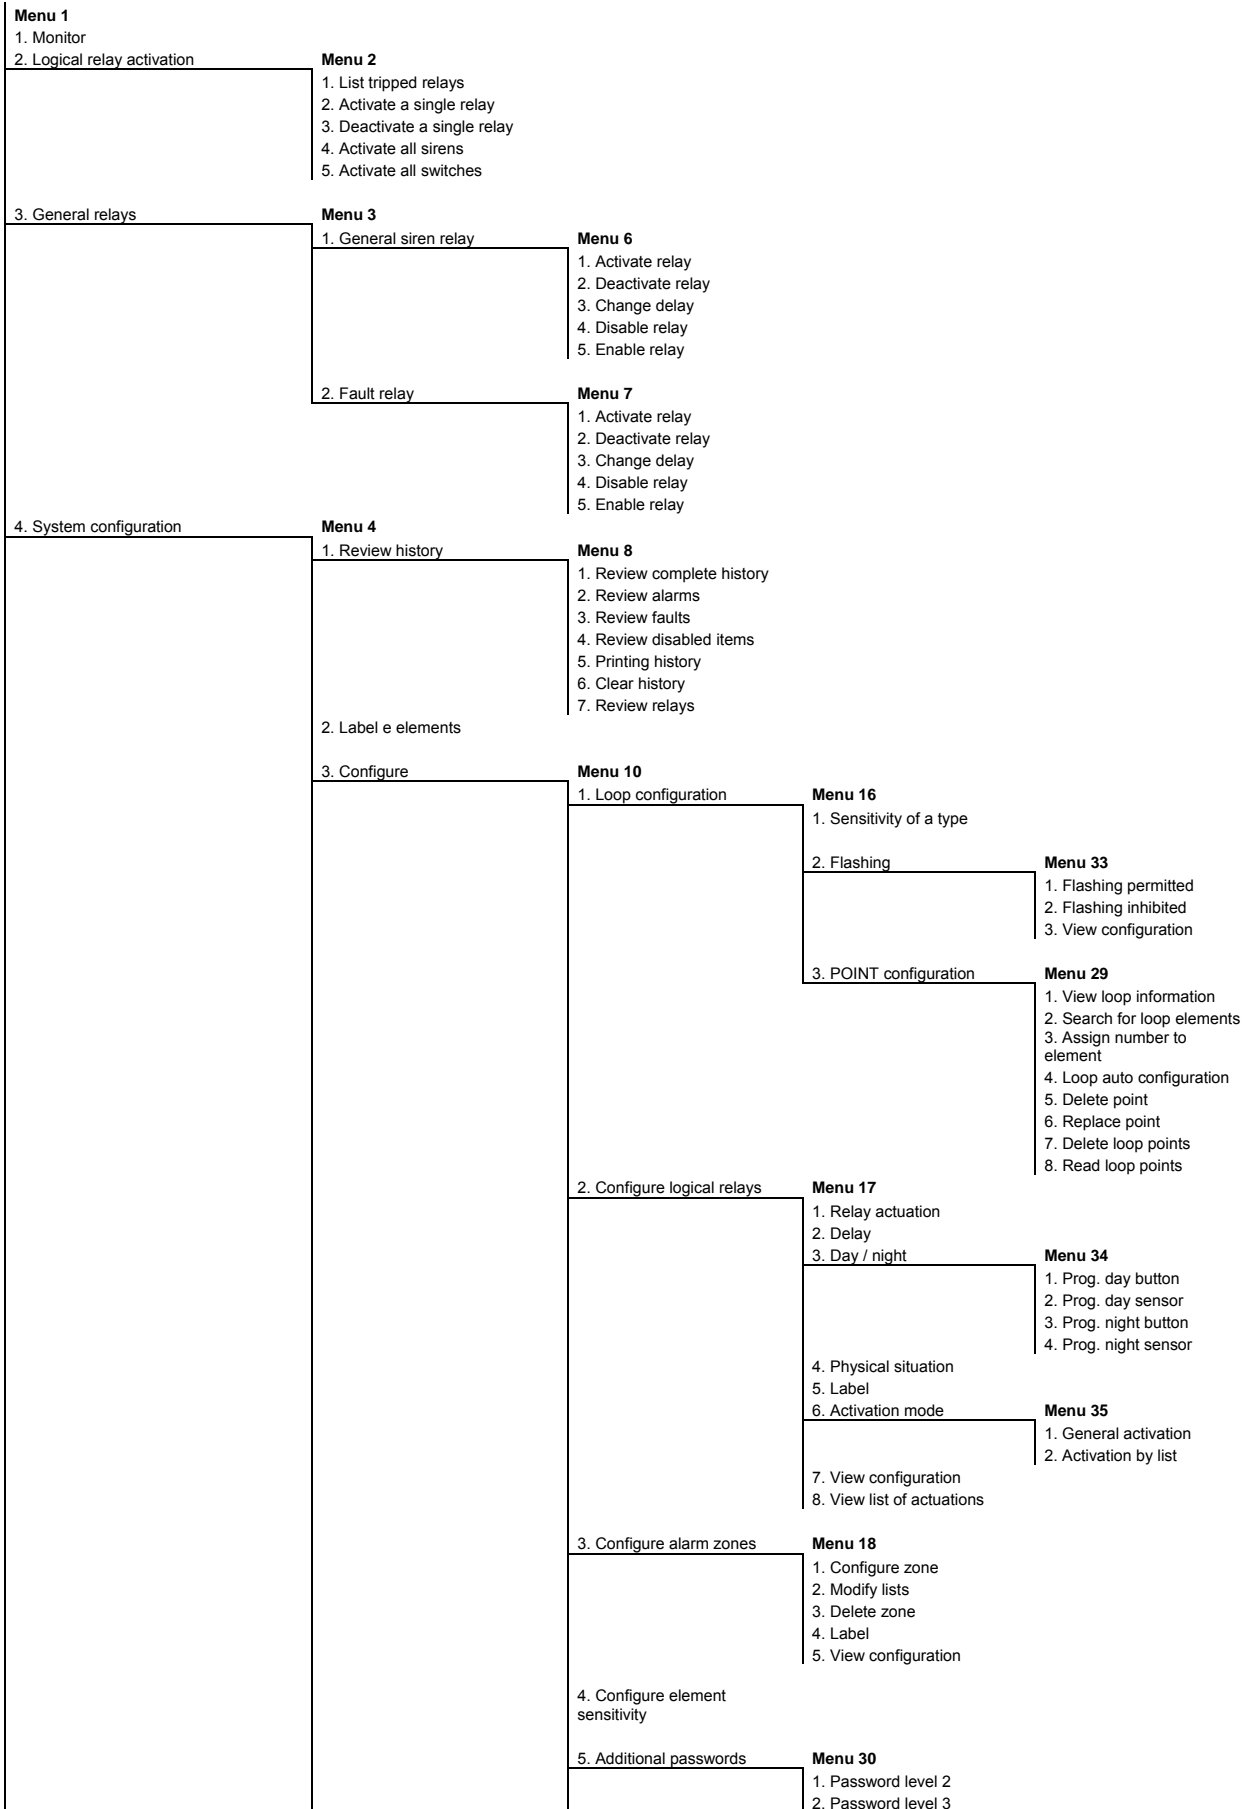 Menu 1
1. Monitor
2. Logical relay activation
Menu 2
1. List tripped relays
2. Activate a single relay
3. Deactivate a single relay
4. Activate all sirens
5. Activate all switches
3. General relays
Menu 3
1. General siren relay
Menu 6
1. Activate relay
2. Deactivate relay
3. Change delay
4. Disable relay
5. Enable relay
2. Fault relay
Menu 7
1. Activate relay
2. Deactivate relay
3. Change delay
4. Disable relay
5. Enable relay
4. System configuration
Menu 4
1. Review history
Menu 8
1. Review complete history
2. Review alarms
3. Review faults
4. Review disabled items
5. Printing history
6. Clear history
7. Review relays
2. Label e elements
3. Configure
Menu 10
1. Loop configuration
Menu 16
1. Sensitivity of a type
2. Flashing
Menu 33
1. Flashing permitted
2. Flashing inhibited
3. View configuration
3. POINT configuration
Menu 29
1. View loop information
2. Search for loop elements
3. Assign number to
element
4. Loop auto configuration
5. Delete point
6. Replace point
7. Delete loop points
8. Read loop points
2. Configure logical relays
Menu 17
1. Relay actuation
2. Delay
3. Day / night
Menu 34
1. Prog. day button
2. Prog. day sensor
3. Prog. night button
4. Prog. night sensor
4. Physical situation
5. Label
6. Activation mode
Menu 35
1. General activation
2. Activation by list
7. View configuration
8. View list of actuations
3. Configure alarm zones
Menu 18
1. Configure zone
2. Modify lists
3. Delete zone
4. Label
5. View configuration
4. Configure element
sensitivity
5. Additional passwords
Menu 30
1. Password level 2
2. Password level 3